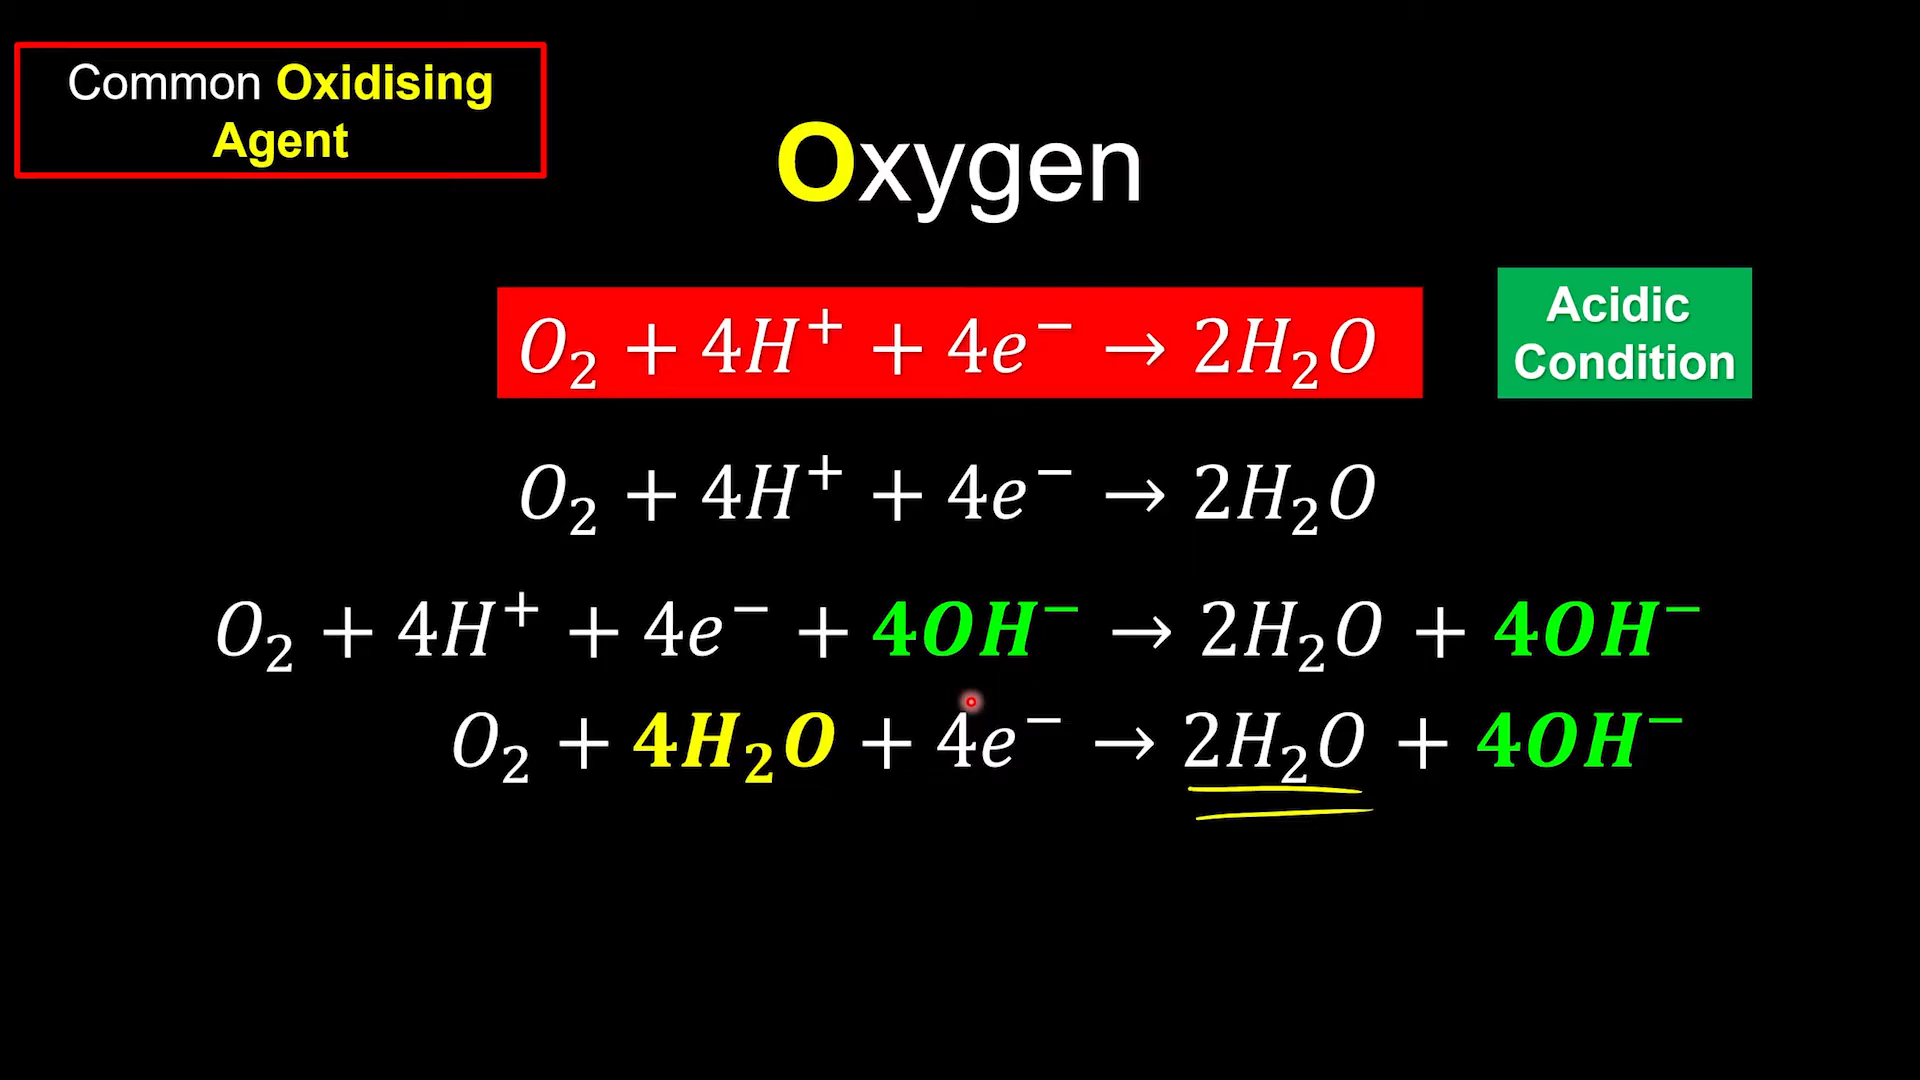 Common Oxidising
Agent
Oxygen
O₂ + 4H⁺ + 4e⁻ → 2H₂O
Acidic
Condition
O₂ + 4H⁺ + 4e⁻ → 2H₂O
O₂ + 4H⁺ + 4e⁻ + 4OH⁻ → 2H₂O + 4OH⁻
O₂ + 4H₂O + 4e⁻ → 2H₂O + 4OH⁻